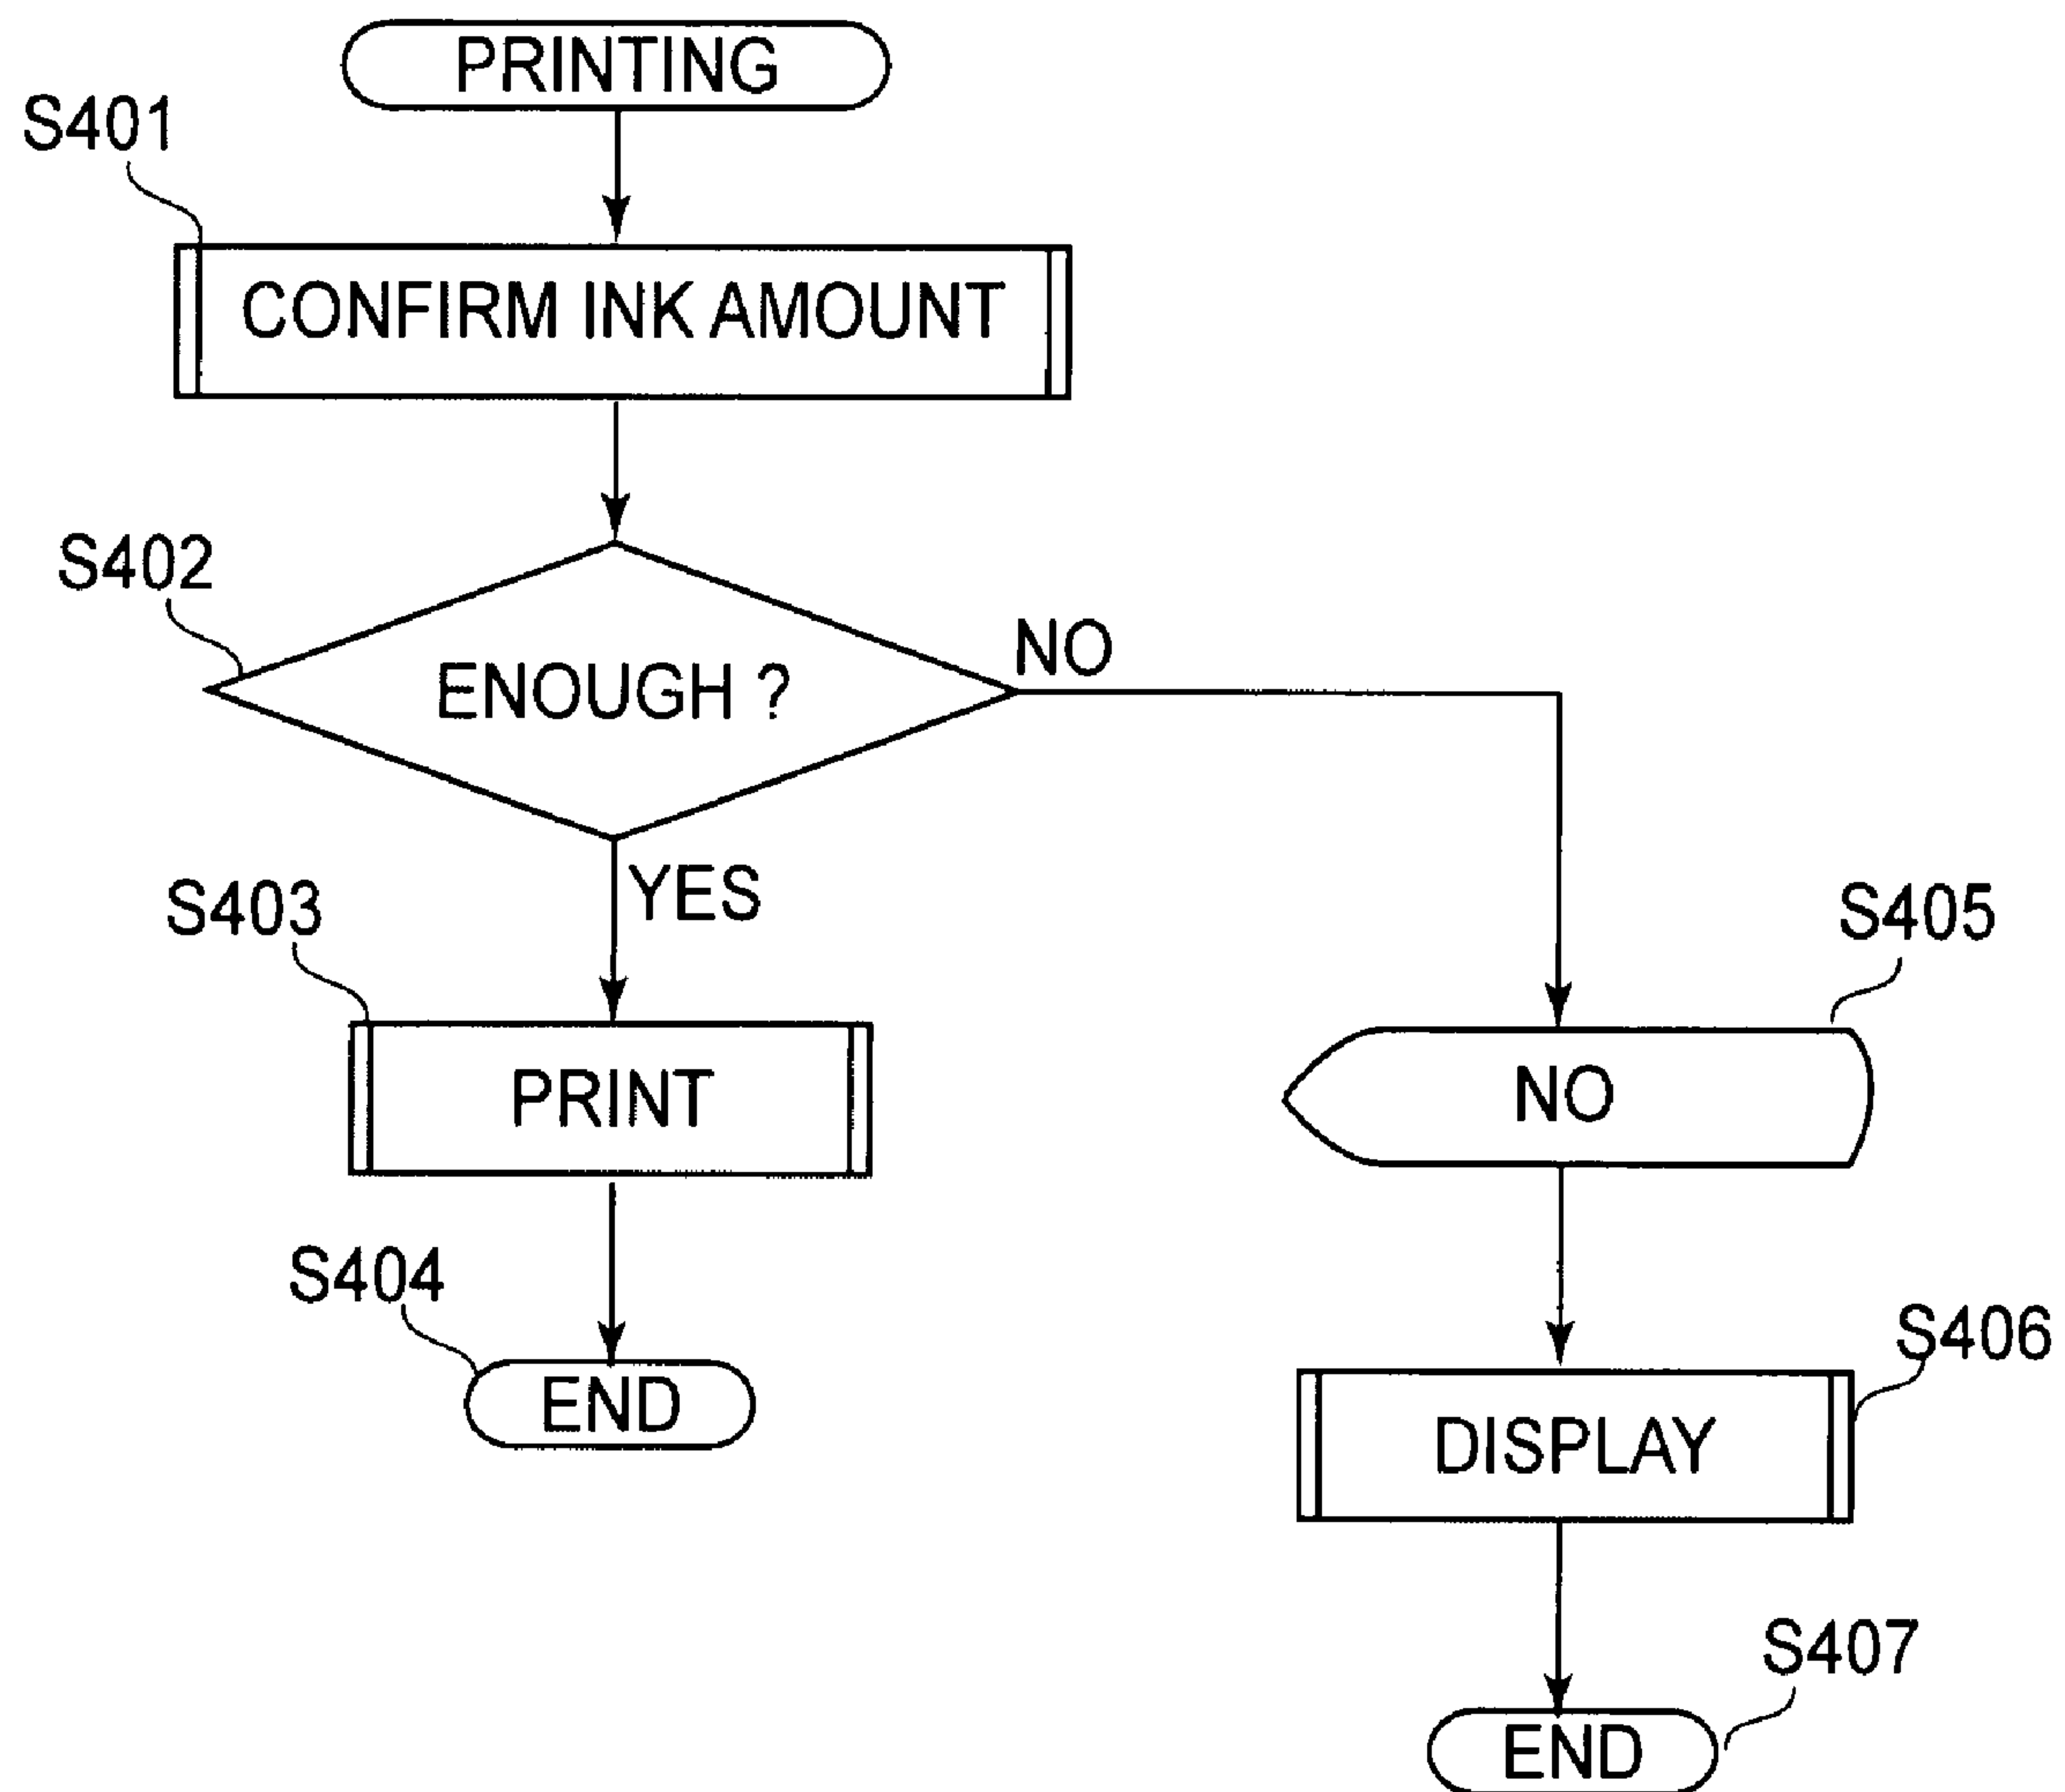 PRINTING
S401
CONFIRM INK AMOUNT
S402
ENOUGH ?
NO
YES
S403
PRINT
S404
END
S405
NO
S406
DISPLAY
S407
END